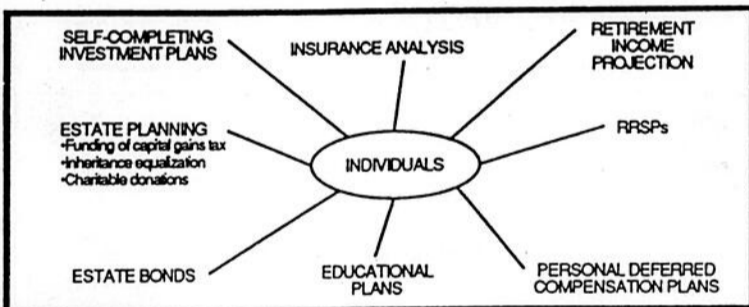 SELF-COMPLETING
INVESTMENT PLANS
INSURANCE ANALYSIS
RETIREMENT
INCOME
PROJECTION
ESTATE PLANNING
•Funding of capital gains tax
•Inheritance equalization
•Charitable donations
INDIVIDUALS
RRSPs
ESTATE BONDS
EDUCATIONAL
PLANS
PERSONAL DEFERRED
COMPENSATION PLANS